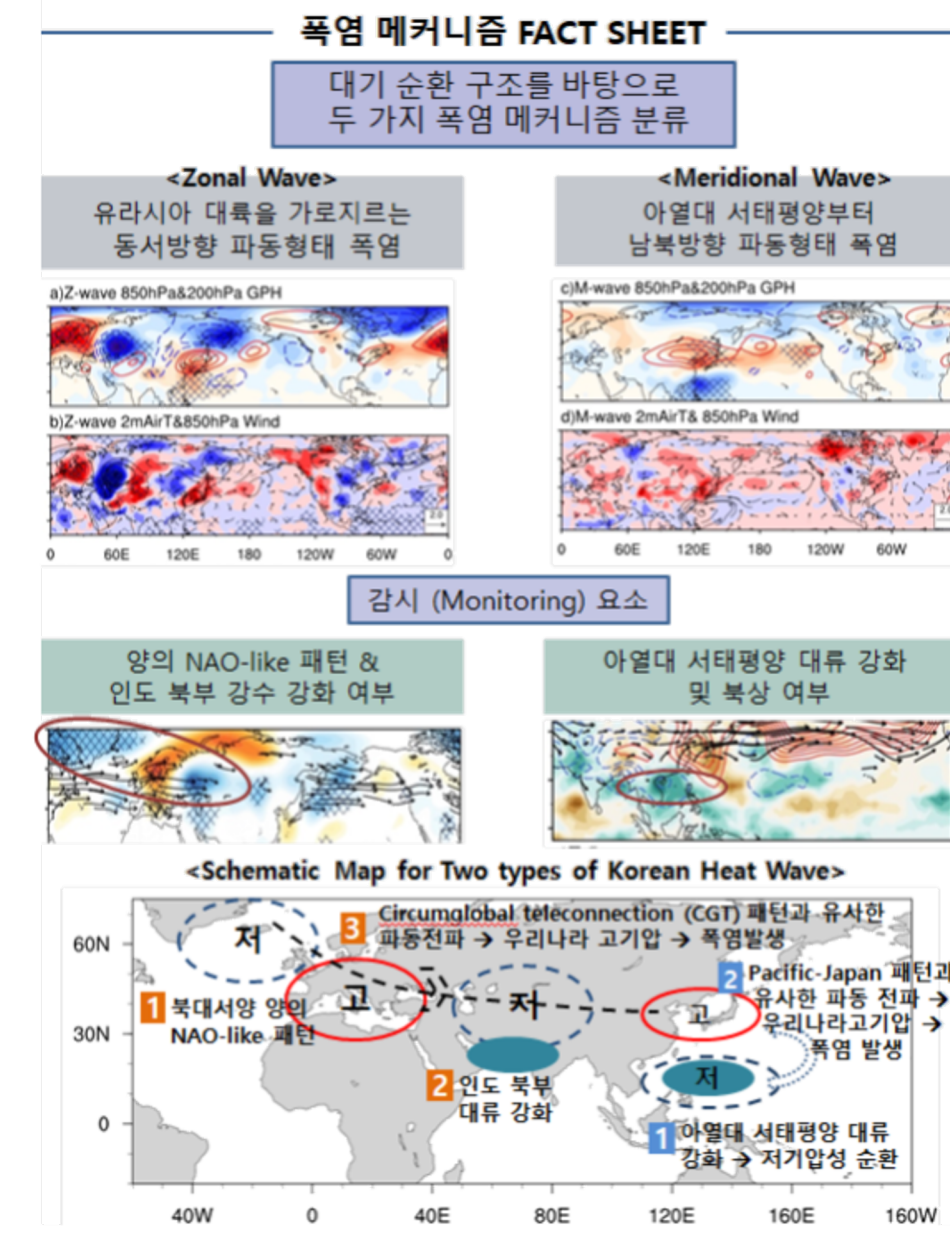 폭염 메커니즘 FACT SHEET
대기 순환 구조를 바탕으로
두 가지 폭염 메커니즘 분류
<Zonal Wave>
유라시아 대륙을 가로지르는
동서방향 파동형태 폭염
<Meridional Wave>
아열대 서태평양부터
남북방향 파동형태 폭염
a)Z-wave 850hPa&200hPa GPH
b)Z-wave 2mAirT&850hPa Wind
2.0
0 60E 120E 180 120W 60W 0
c)M-wave 850hPa&200hPa GPH
d)M-wave 2mAirT& 850hPa Wind
0 60E 120E 180 120W 60W
감시 (Monitoring) 요소
양의 NAO-like 패턴 &
인도 북부 강수 강화 여부
아열대 서태평양 대류 강화
및 북상 여부
<Schematic Map for Two types of Korean Heat Wave>
60N
30N
0
저
고
저
고
저
3 Circumglobal teleconnection (CGT) 패턴과 유사한
파동전파 → 우리나라 고기압 → 폭염발생
1 북대서양 양의
NAO-like 패턴
2 인도 북부
대류 강화
2 Pacific-Japan 패턴과
유사한 파동 전파 →
우리나라고기압 →
폭염 발생
1 아열대 서태평양 대류
강화 → 저기압성 순환
40W 0 40E 80E 120E 160E 160W